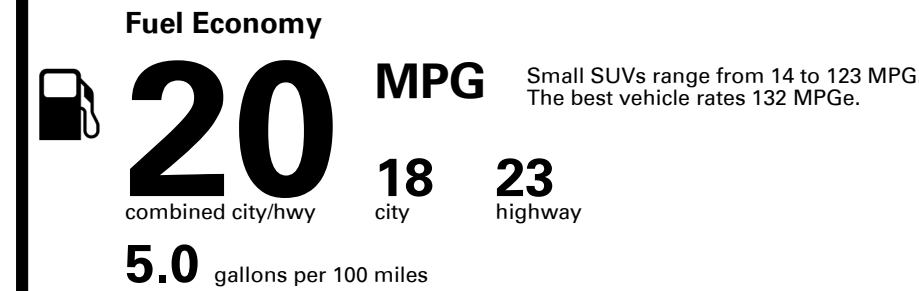 Fuel Economy
20 MPG
Small SUVs range from 14 to 123 MPG
The best vehicle rates 132 MPGe.
combined city/hwy
18
city
23
highway
5.0 gallons per 100 miles